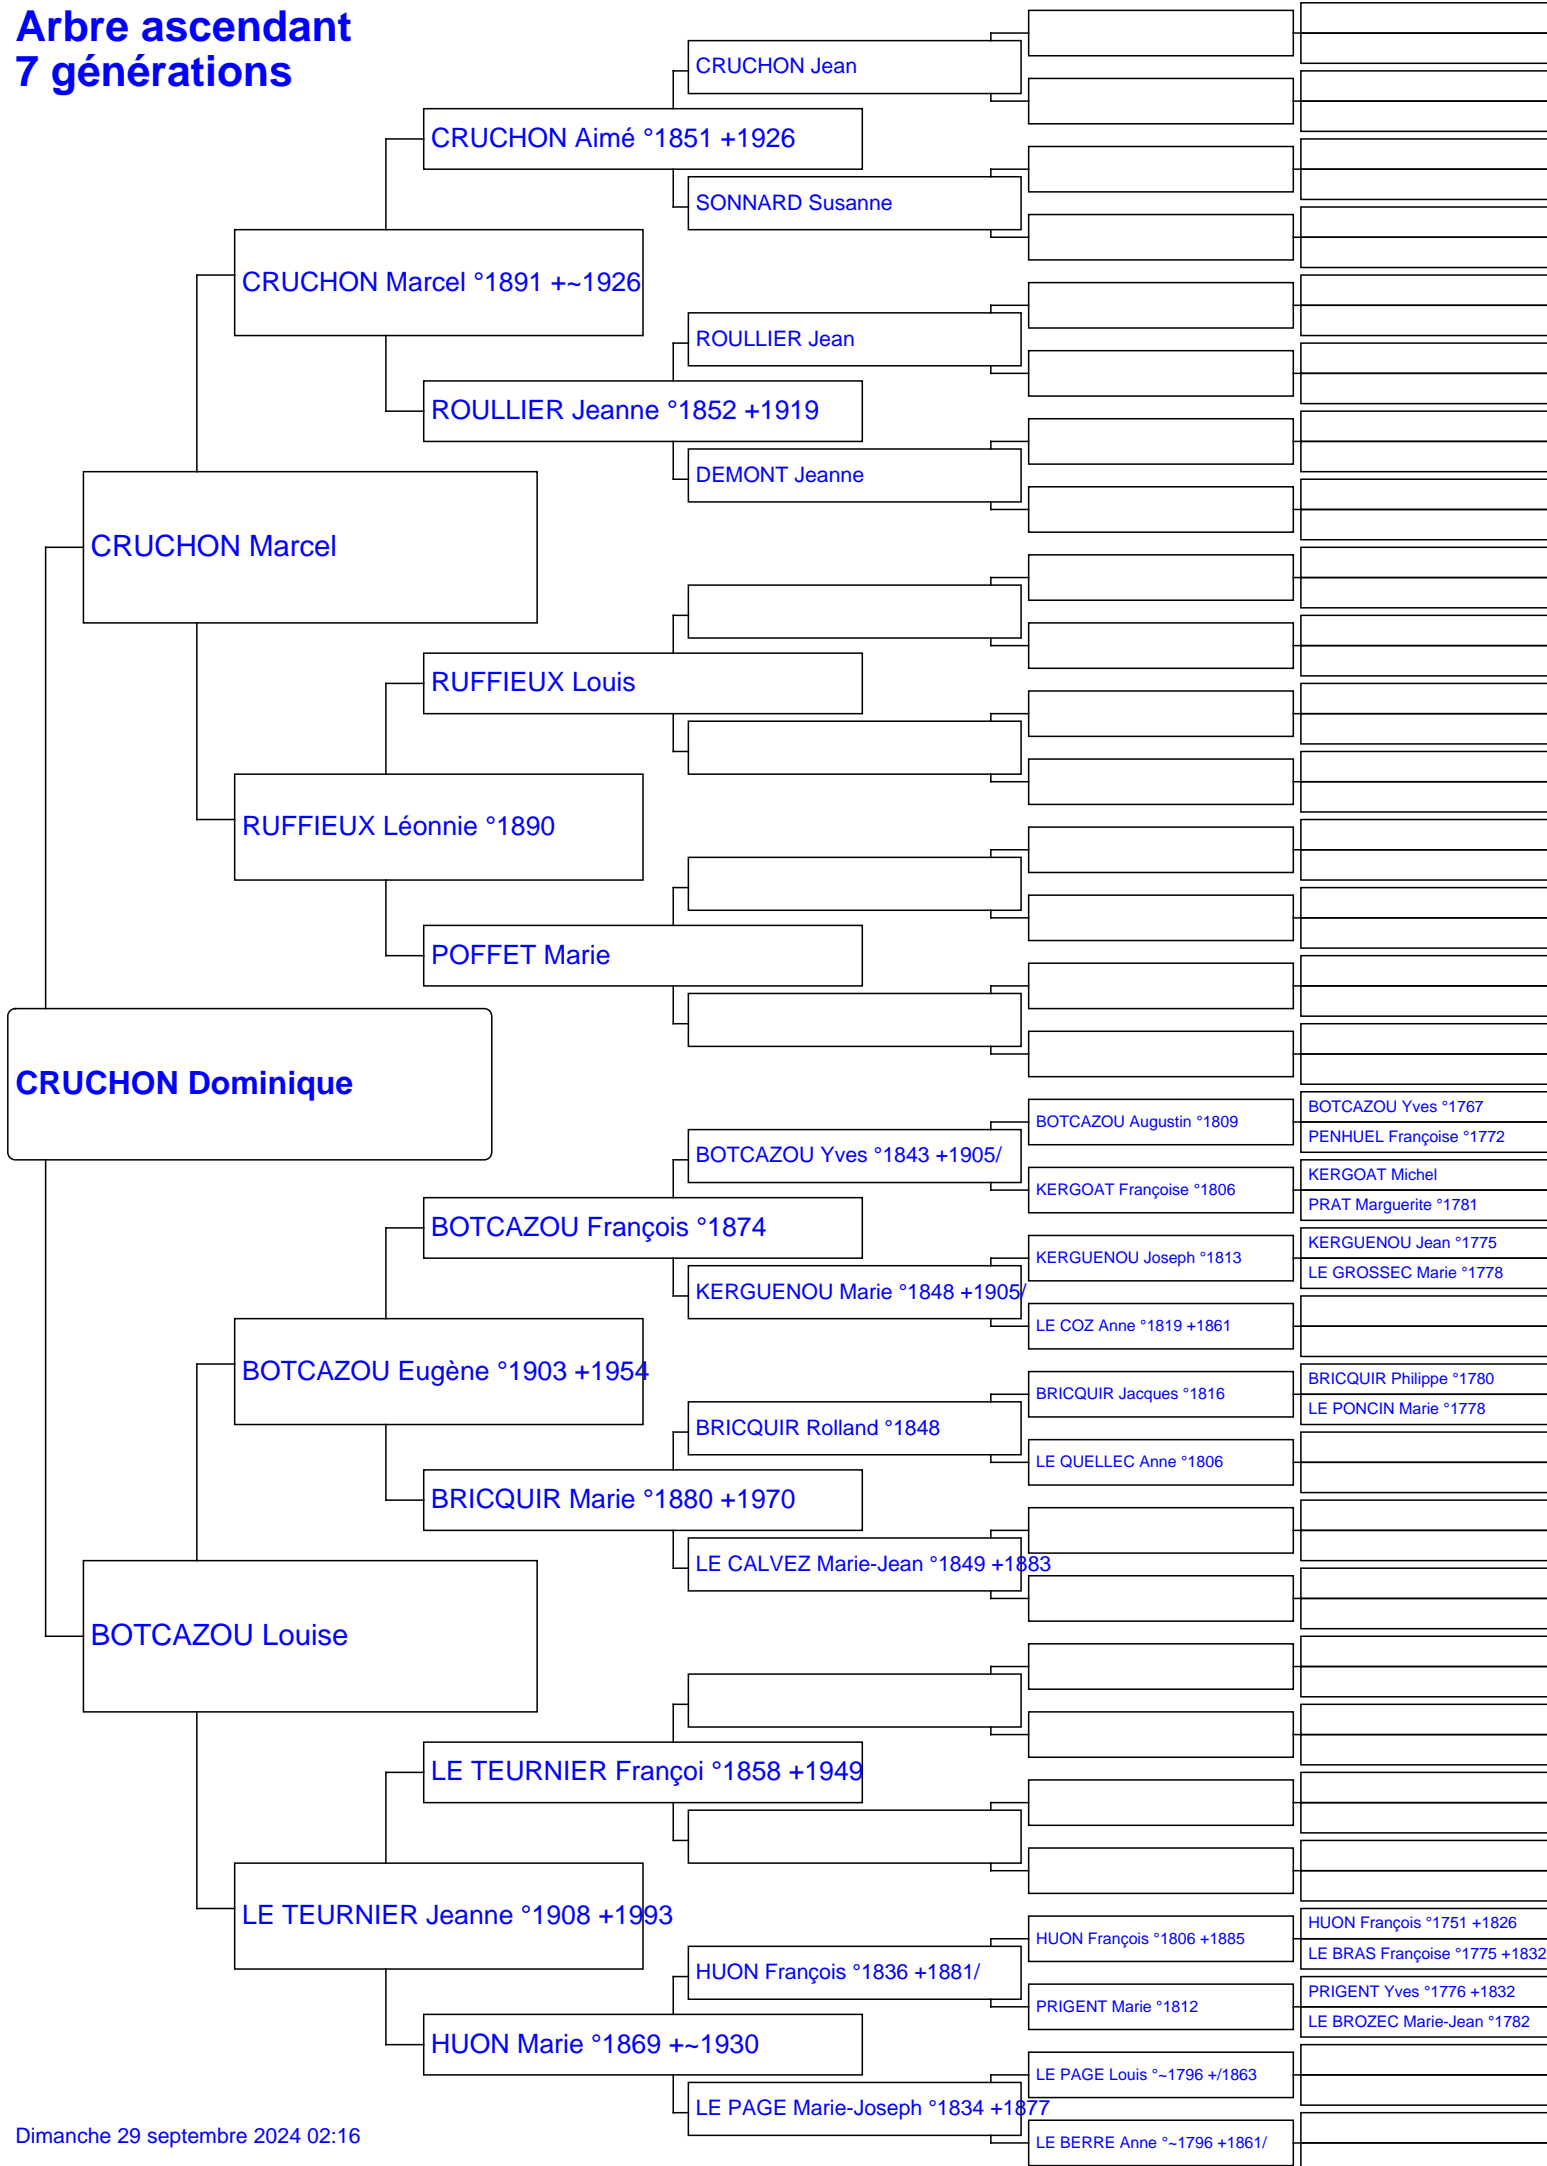 Arbre ascendant
7 générations
CRUCHON Jean
CRUCHON Aimé °1851 +1926
SONNARD Susanne
CRUCHON Marcel °1891 +~1926
ROULLIER Jean
ROULLIER Jeanne °1852 +1919
DEMONT Jeanne
CRUCHON Marcel
RUFFIEUX Louis
RUFFIEUX Léonnie °1890
POFFET Marie
CRUCHON Dominique
BOTCAZOU Yves °1767
BOTCAZOU Augustin °1809
PENHUEL Françoise °1772
BOTCAZOU Yves °1843 +1905/
KERGOAT Michel
KERGOAT Françoise °1806
PRAT Marguerite °1781
BOTCAZOU François °1874
KERGUENOU Jean °1775
KERGUENOU Joseph °1813
LE GROSSEC Marie °1778
KERGUENOU Marie °1848 +1905/
LE COZ Anne °1819 +1861
BOTCAZOU Eugène °1903 +1954
BRICQUIR Philippe °1780
BRICQUIR Jacques °1816
LE PONCIN Marie °1778
BRICQUIR Rolland °1848
LE QUELLEC Anne °1806
BRICQUIR Marie °1880 +1970
LE CALVEZ Marie-Jean °1849 +1883
BOTCAZOU Louise
LE TEURNIER Françoi °1858 +1949
LE TEURNIER Jeanne °1908 +1993
HUON François °1751 +1826
HUON François °1806 +1885
LE BRAS Françoise °1775 +1832
HUON François °1836 +1881/
PRIGENT Yves °1776 +1832
PRIGENT Marie °1812
LE BROZEC Marie-Jean °1782
HUON Marie °1869 +~1930
LE PAGE Louis °~1796 +/1863
LE PAGE Marie-Joseph °1834 +1877
LE BERRE Anne °~1796 +1861/
Dimanche 29 septembre 2024 02:16